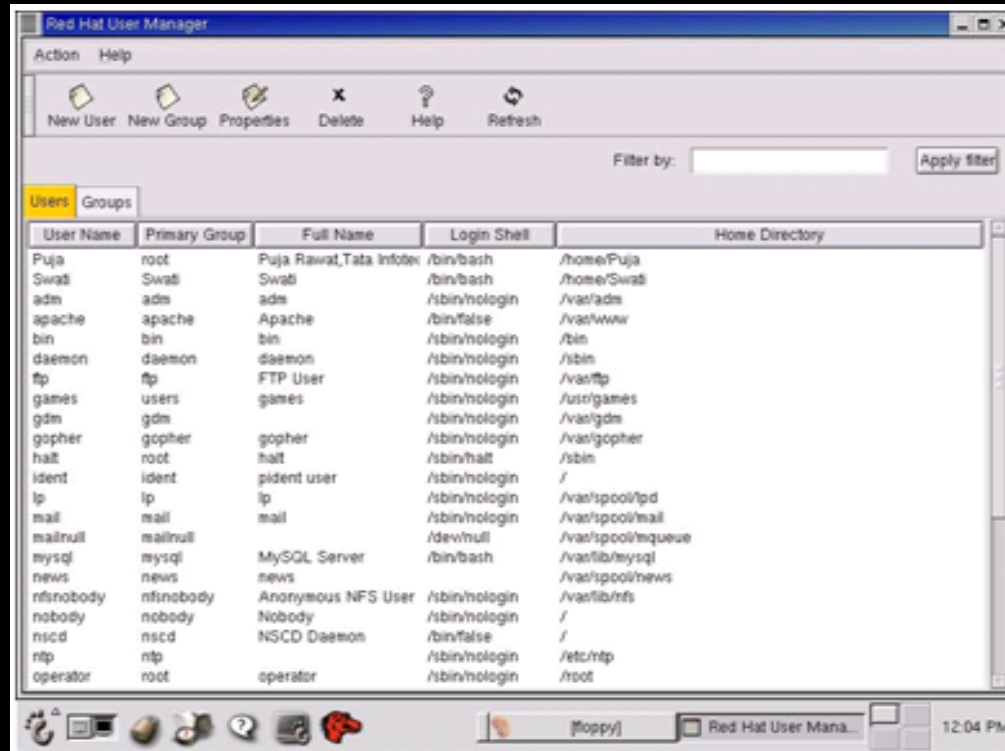 Red Hat User Manager
Action Help
New User New Group Properties Delete Help Refresh
Filter by: Apply filter
Users Groups
User Name Primary Group Full Name Login Shell Home Directory
Puja root Puja Rawat,Tata Infotec /bin/bash /home/Puja
Swati Swati Swati /bin/bash /home/Swati
adm adm adm /sbin/nologin /var/adm
apache apache Apache /bin/false /var/www
bin bin bin /sbin/nologin /bin
daemon daemon daemon /sbin/nologin /sbin
ftp ftp FTP User /sbin/nologin /var/ftp
games users games /sbin/nologin /usr/games
gdm gdm /sbin/nologin /var/gdm
gopher gopher gopher /sbin/nologin /var/gopher
halt root halt /sbin/halt /sbin
ident ident pident user /sbin/nologin /
lp lp lp /sbin/nologin /var/spool/lpd
mail mail mail /sbin/nologin /var/spool/mail
mailnull mailnull /dev/null /var/spool/mqueue
mysql mysql MySQL Server /bin/bash /var/lib/mysql
news news news /var/spool/news
nfsnobody nfsnobody Anonymous NFS User /sbin/nologin /var/lib/nfs
nobody nobody Nobody /sbin/nologin /
nscd nscd NSCD Daemon /bin/false /
ntp ntp /sbin/nologin /etc/ntp
operator root operator /sbin/nologin /root
[floppy] Red Hat User Mana... 12:04 PM